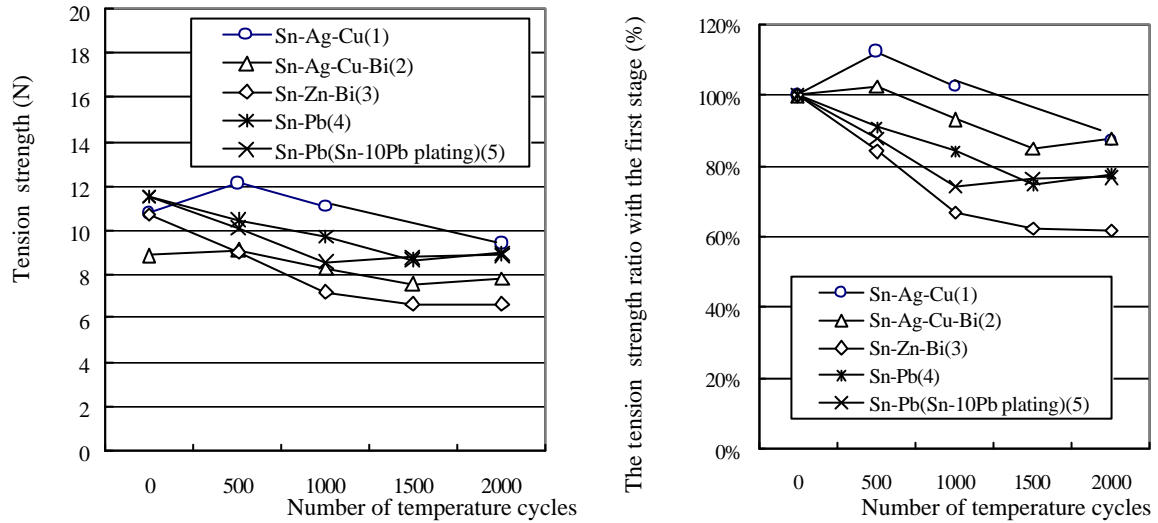 Tension strength (N)
20
18
16
14
12
10
8
6
4
2
0
Sn-Ag-Cu(1)
Sn-Ag-Cu-Bi(2)
Sn-Zn-Bi(3)
Sn-Pb(4)
Sn-Pb(Sn-10Pb plating)(5)
0 500 1000 1500 2000
Number of temperature cycles
The tension strength ratio with the first stage (%)
120%
100%
80%
60%
40%
20%
0%
Sn-Ag-Cu(1)
Sn-Ag-Cu-Bi(2)
Sn-Zn-Bi(3)
Sn-Pb(4)
Sn-Pb(Sn-10Pb plating)(5)
0 500 1000 1500 2000
Number of temperature cycles